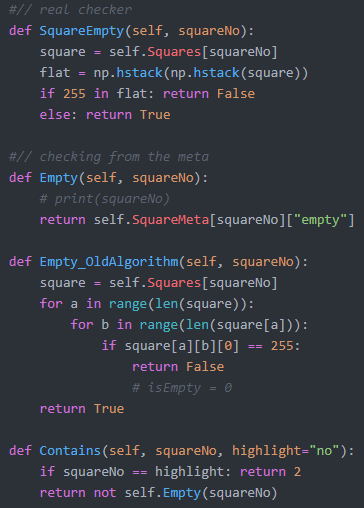 #// real checker
def SquareEmpty(self, squareNo):
    square = self.Squares[squareNo]
    flat = np.hstack(np.hstack(square))
    if 255 in flat: return False
    else: return True

#// checking from the meta
def Empty(self, squareNo):
    # print(squareNo)
    return self.SquareMeta[squareNo]["empty"]

def Empty_OldAlgorithm(self, squareNo):
    square = self.Squares[squareNo]
    for a in range(len(square)):
        for b in range(len(square[a])):
            if square[a][b][0] == 255:
                return False
                # isEmpty = 0
    return True

def Contains(self, squareNo, highlight="no"):
    if squareNo == highlight: return 2
    return not self.Empty(squareNo)